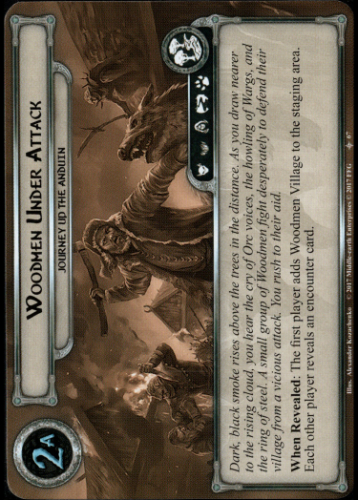 2A
WOODMEN UNDER ATTACK
JOURNEY UP THE ANDUIN
Dark, black smoke rises above the trees in the distance. As you draw nearer
to the rising cloud, you hear the cry of Orc voices, the howling of Wargs, and
the ring of steel. A small group of Woodmen fight desperately to defend their
village from a vicious attack. You rush to their aid.
When Revealed: The first player adds Woodmen Village to the staging area.
Each other player reveals an encounter card.
Illus. Alexander Kozachenko © 2017 Middle-earth Enterprises © 2017 FFG 67